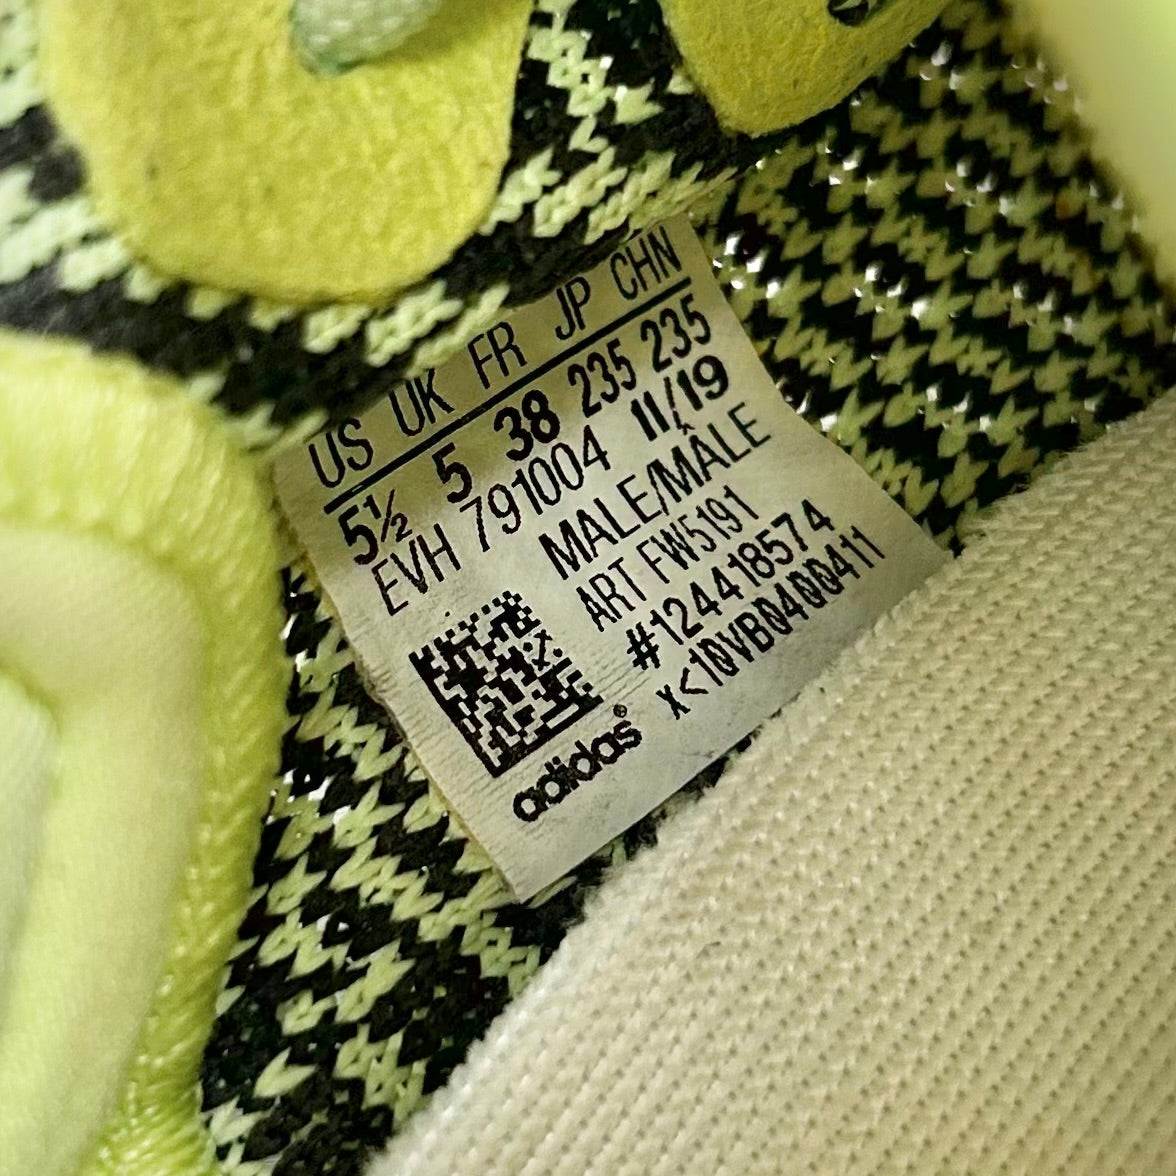 US UK FR JP CHN
5½ 5 38 235 235
EVH 791004 11/19
MALE/MÂLE
ART FW5191
#124418574
X<10VB0400411
adidas®